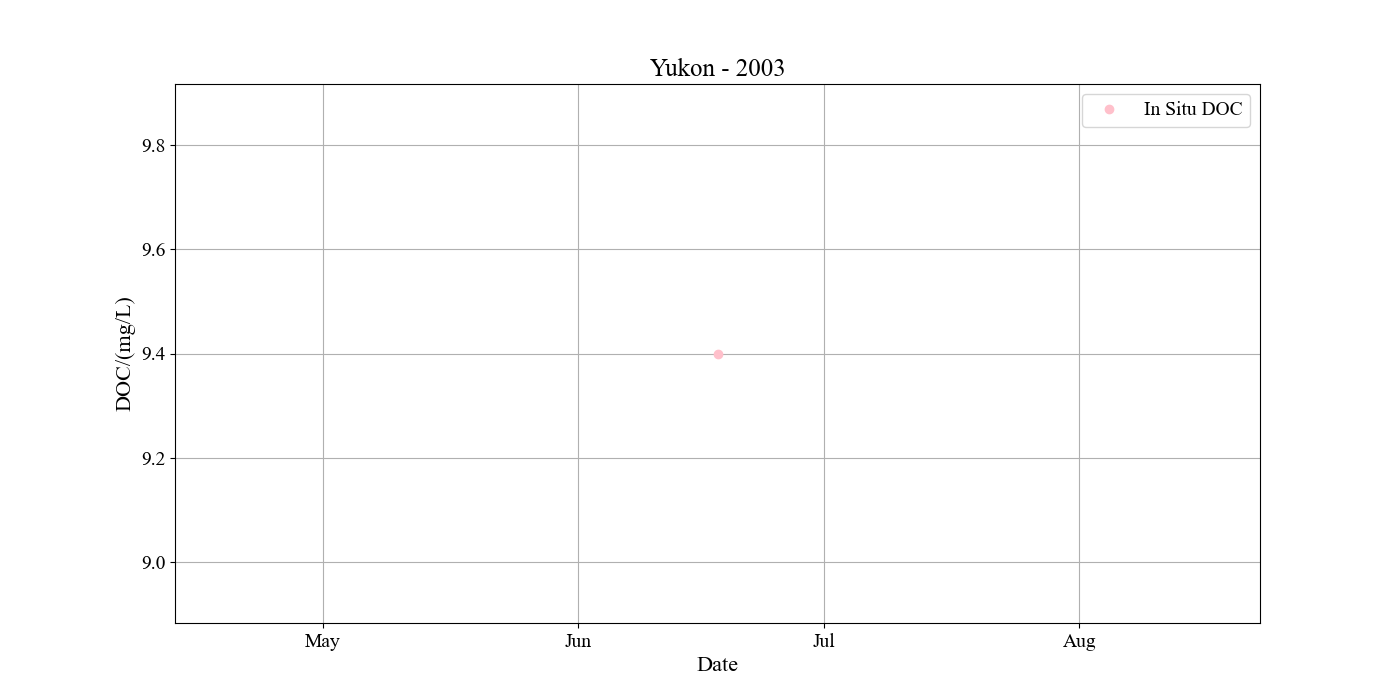 Yukon - 2003
In Situ DOC
9.8
9.6
9.4
9.2
9.0
DOC/(mg/L)
May Jun Jul Aug
Date